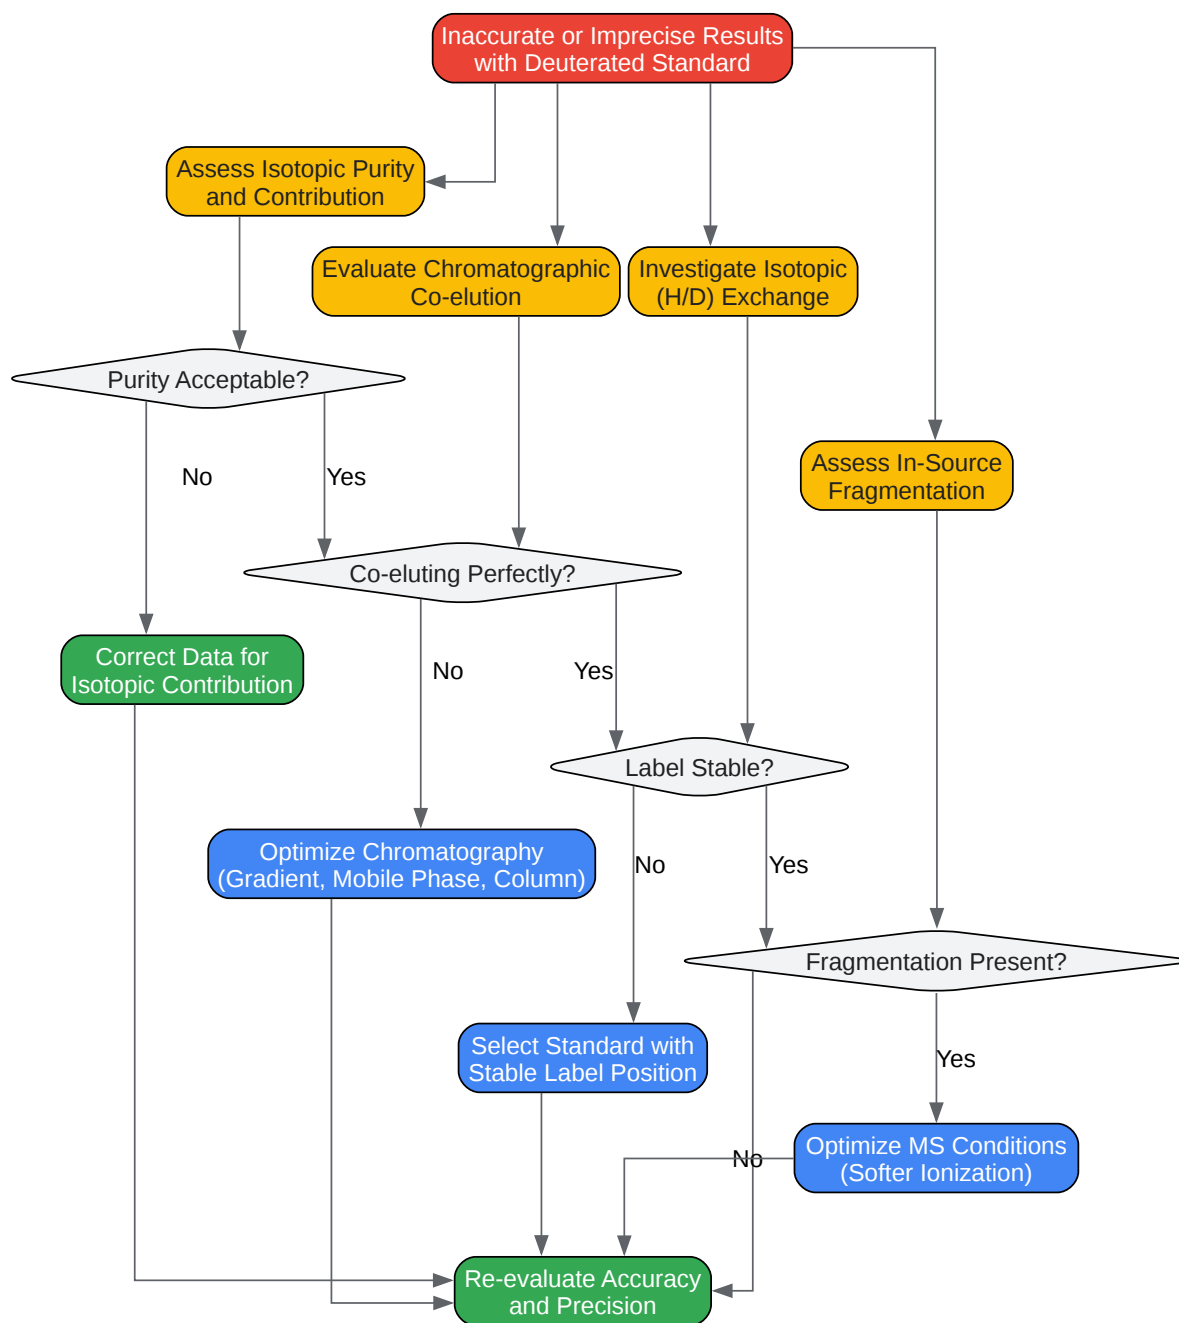 Inaccurate or Imprecise Results
with Deuterated Standard
Assess Isotopic Purity
and Contribution
Evaluate Chromatographic
Co-elution
Investigate Isotopic
(H/D) Exchange
Purity Acceptable?
Assess In-Source
Fragmentation
No
Yes
Co-eluting Perfectly?
Correct Data for
Isotopic Contribution
No
Yes
Label Stable?
Optimize Chromatography
(Gradient, Mobile Phase, Column)
No
Yes
Fragmentation Present?
Select Standard with
Stable Label Position
Yes
Optimize MS Conditions
(Softer Ionization)
No
Re-evaluate Accuracy
and Precision